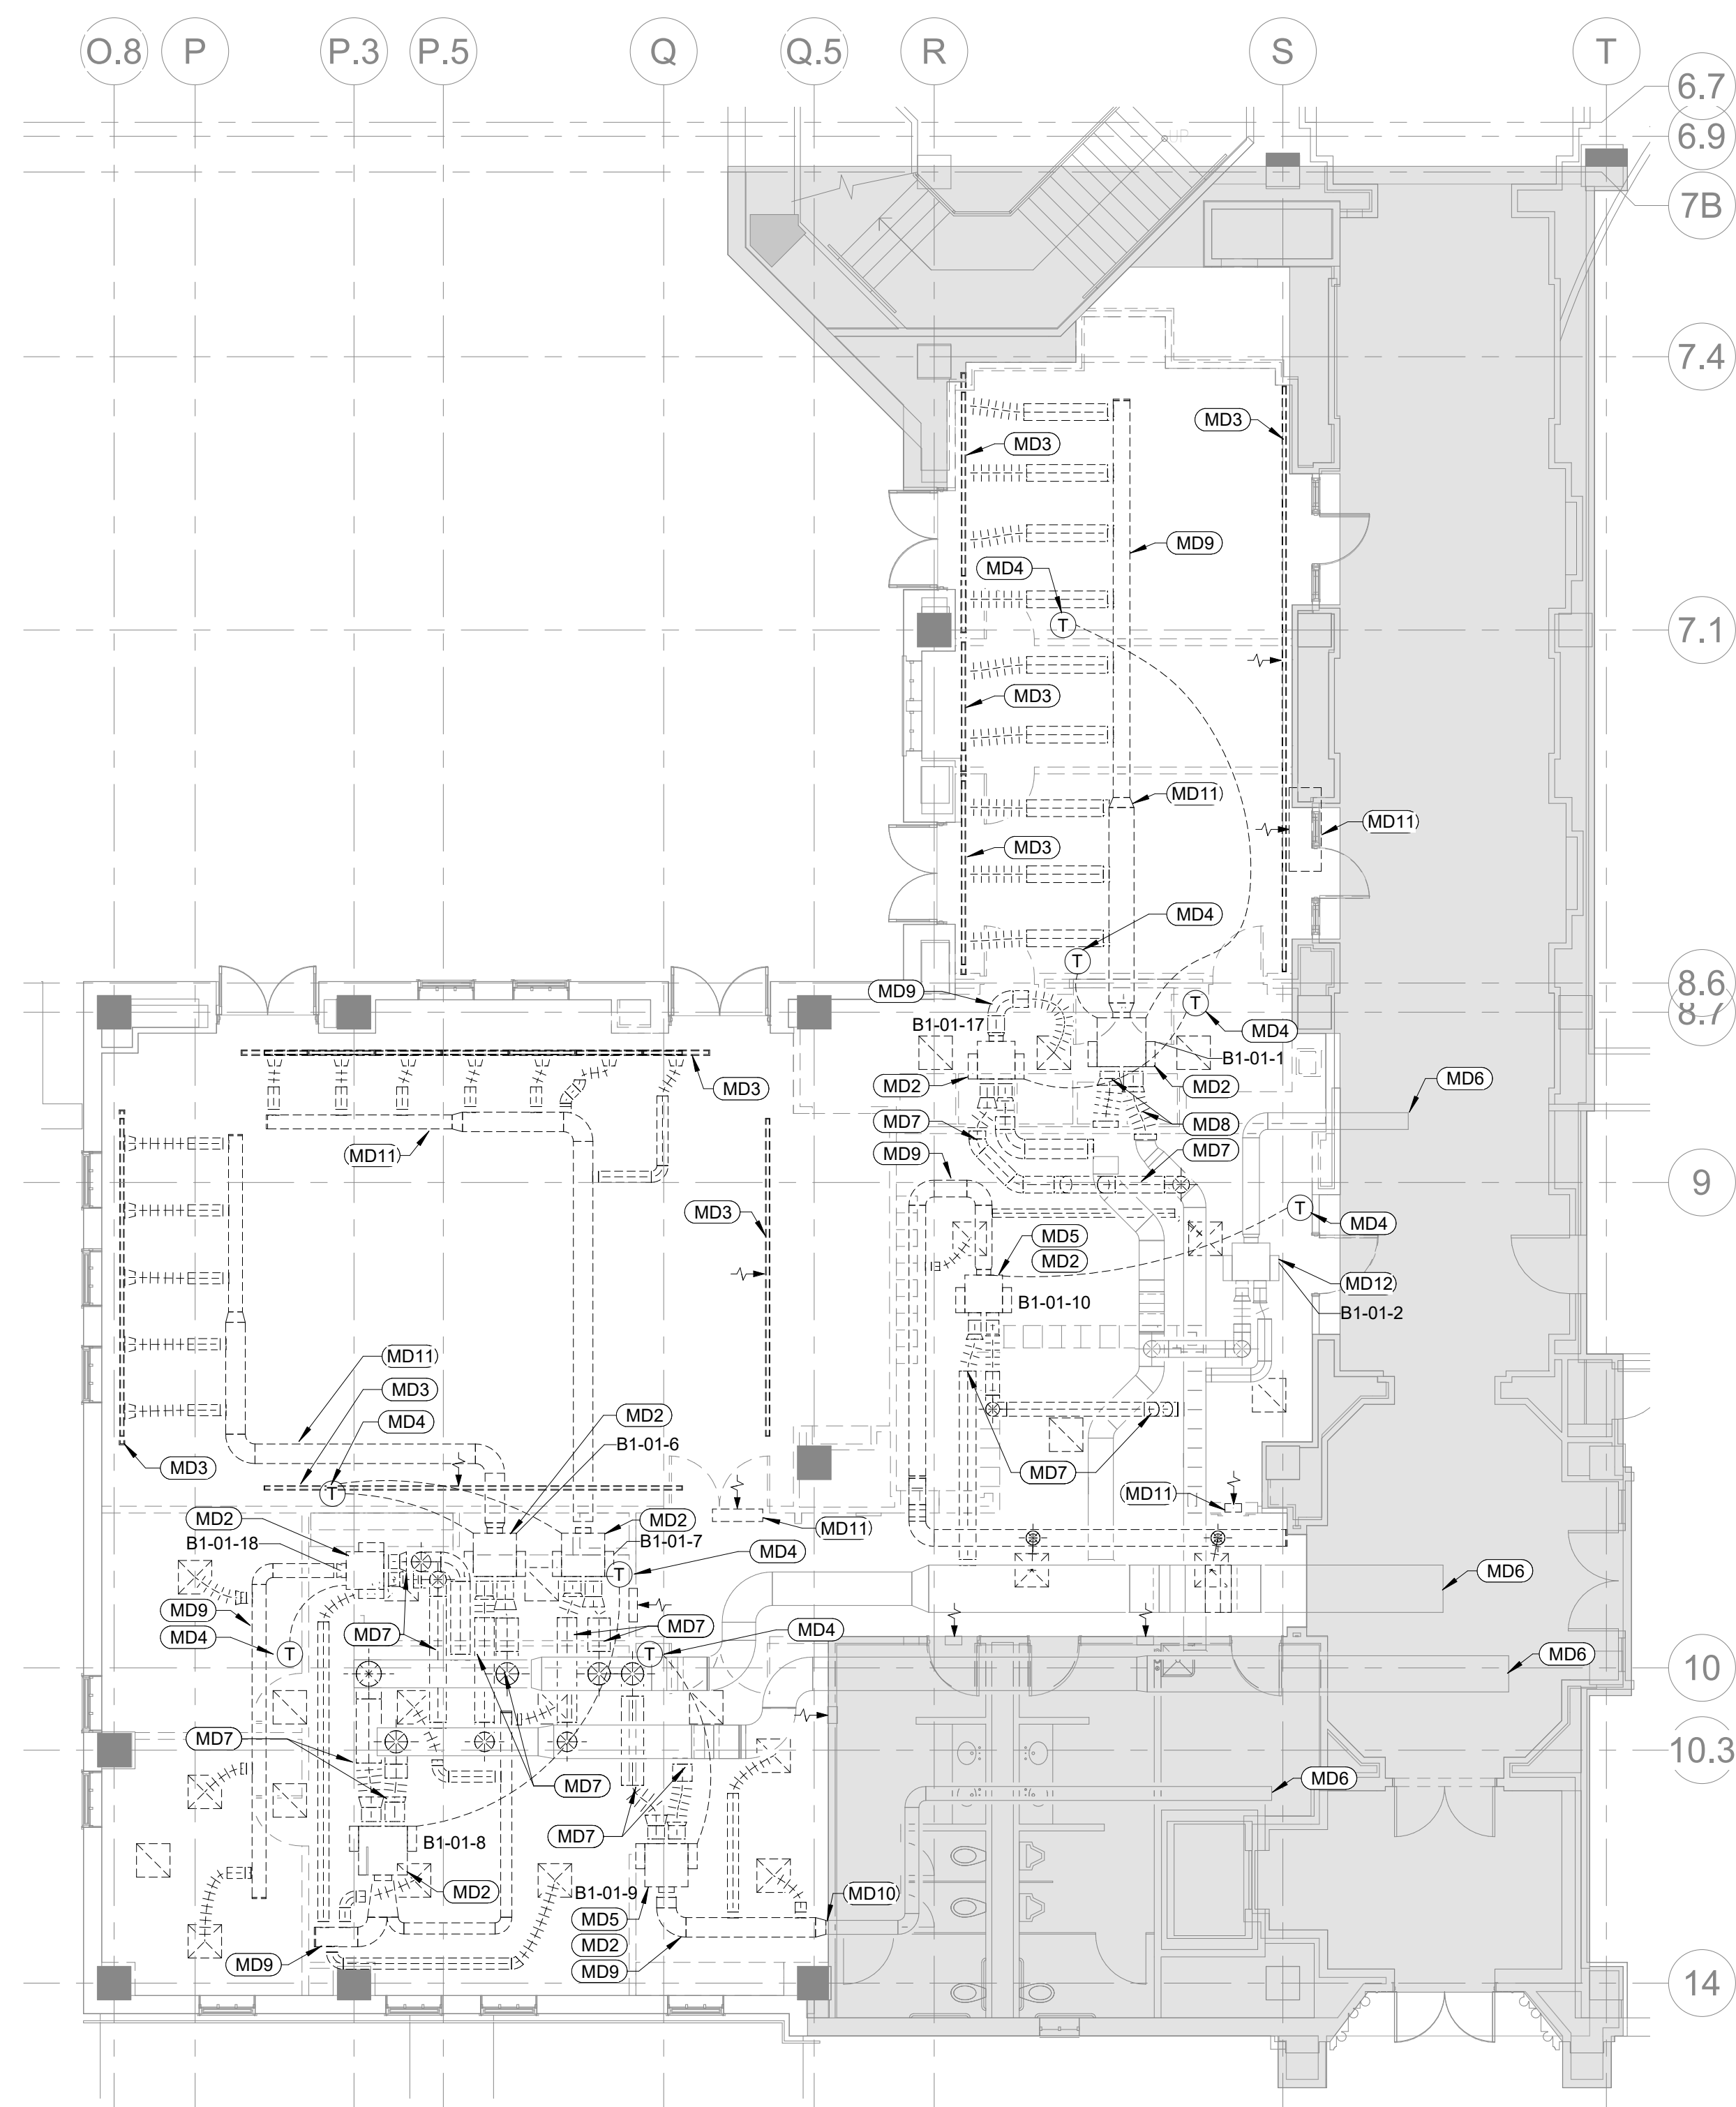 O.8 P P.3 P.5 Q Q.5 R S T
6.7
6.9
UP
7B
7.4
MD3
MD3
MD9
MD4
T
7.1
MD3
MD11
MD11
MD3
MD4
T
8.6
MD9
T
8.7
B1-01-17
MD4
B1-01-1
MD3
MD2
MD2
MD6
MD7
MD8
MD11
MD9
MD7
9
MD3
T
MD4
MD5
MD2
MD12
B1-01-10
B1-01-2
MD11
MD3
MD4
MD2
B1-01-6
MD3
MD7
T
MD11
MD2
MD2
MD11
B1-01-18
B1-01-7
MD4
T
MD6
MD9
MD7
MD7
MD4
MD4
T
T
MD6
10
MD7
10.3
MD7
MD6
MD7
B1-01-8
MD2
B1-01-9
MD10
MD5
MD2
MD9
MD9
14